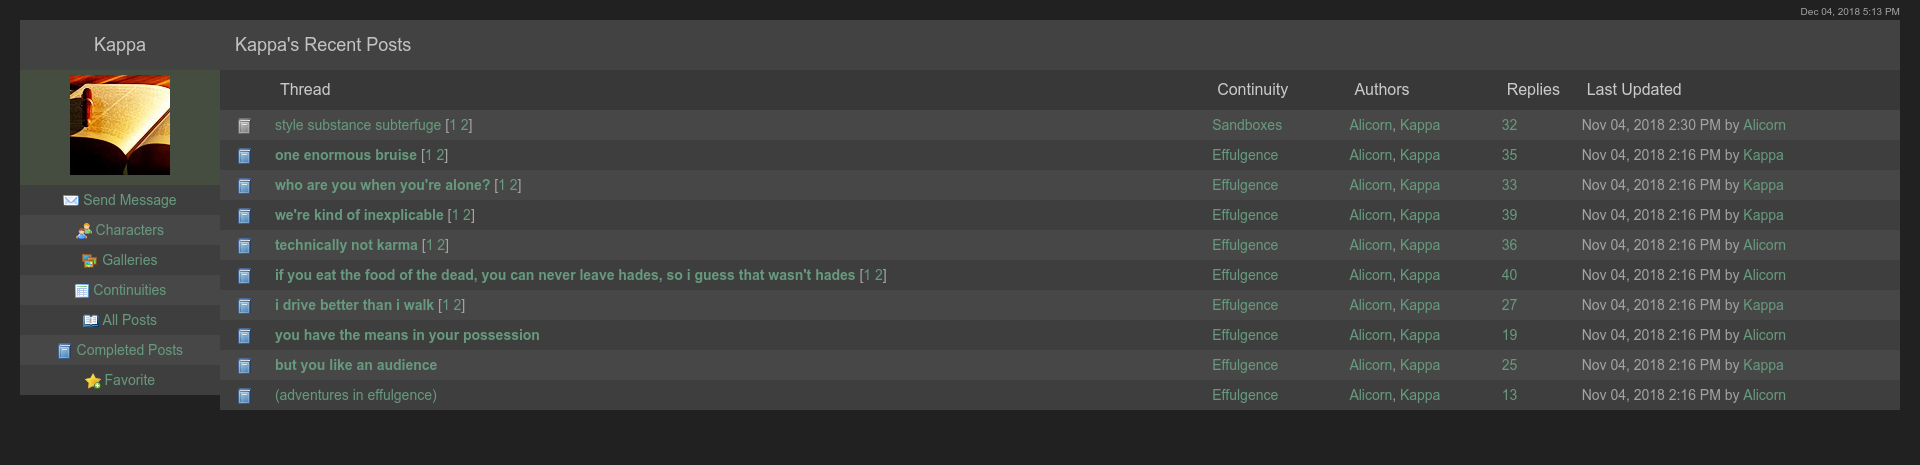 Dec 04, 2018 5:13 PM
Kappa
Kappa's Recent Posts
Thread Continuity Authors Replies Last Updated
style substance subterfuge [1 2] Sandboxes Alicorn, Kappa 32 Nov 04, 2018 2:30 PM by Alicorn
one enormous bruise [1 2] Effulgence Alicorn, Kappa 35 Nov 04, 2018 2:16 PM by Kappa
who are you when you're alone? [1 2] Effulgence Alicorn, Kappa 33 Nov 04, 2018 2:16 PM by Kappa
we're kind of inexplicable [1 2] Effulgence Alicorn, Kappa 39 Nov 04, 2018 2:16 PM by Kappa
technically not karma [1 2] Effulgence Alicorn, Kappa 36 Nov 04, 2018 2:16 PM by Alicorn
if you eat the food of the dead, you can never leave hades, so i guess that wasn't hades [1 2] Effulgence Alicorn, Kappa 40 Nov 04, 2018 2:16 PM by Alicorn
i drive better than i walk [1 2] Effulgence Alicorn, Kappa 27 Nov 04, 2018 2:16 PM by Kappa
you have the means in your possession Effulgence Alicorn, Kappa 19 Nov 04, 2018 2:16 PM by Alicorn
but you like an audience Effulgence Alicorn, Kappa 25 Nov 04, 2018 2:16 PM by Kappa
(adventures in effulgence) Effulgence Alicorn, Kappa 13 Nov 04, 2018 2:16 PM by Alicorn
Send Message
Characters
Galleries
Continuities
All Posts
Completed Posts
Favorite